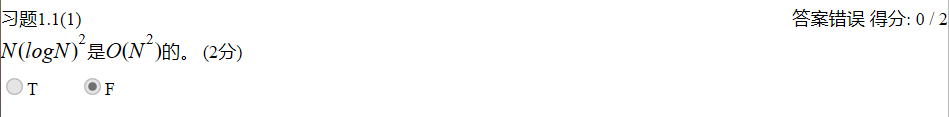 习题1.1(1) 答案错误 得分: 0 / 2
N(logN)²是O(N²)的。 (2分)
T F